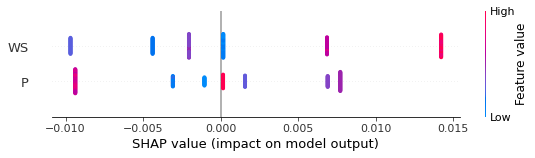 High
WS
P
Feature value
Low
−0.010 −0.005 0.000 0.005 0.010 0.015
SHAP value (impact on model output)